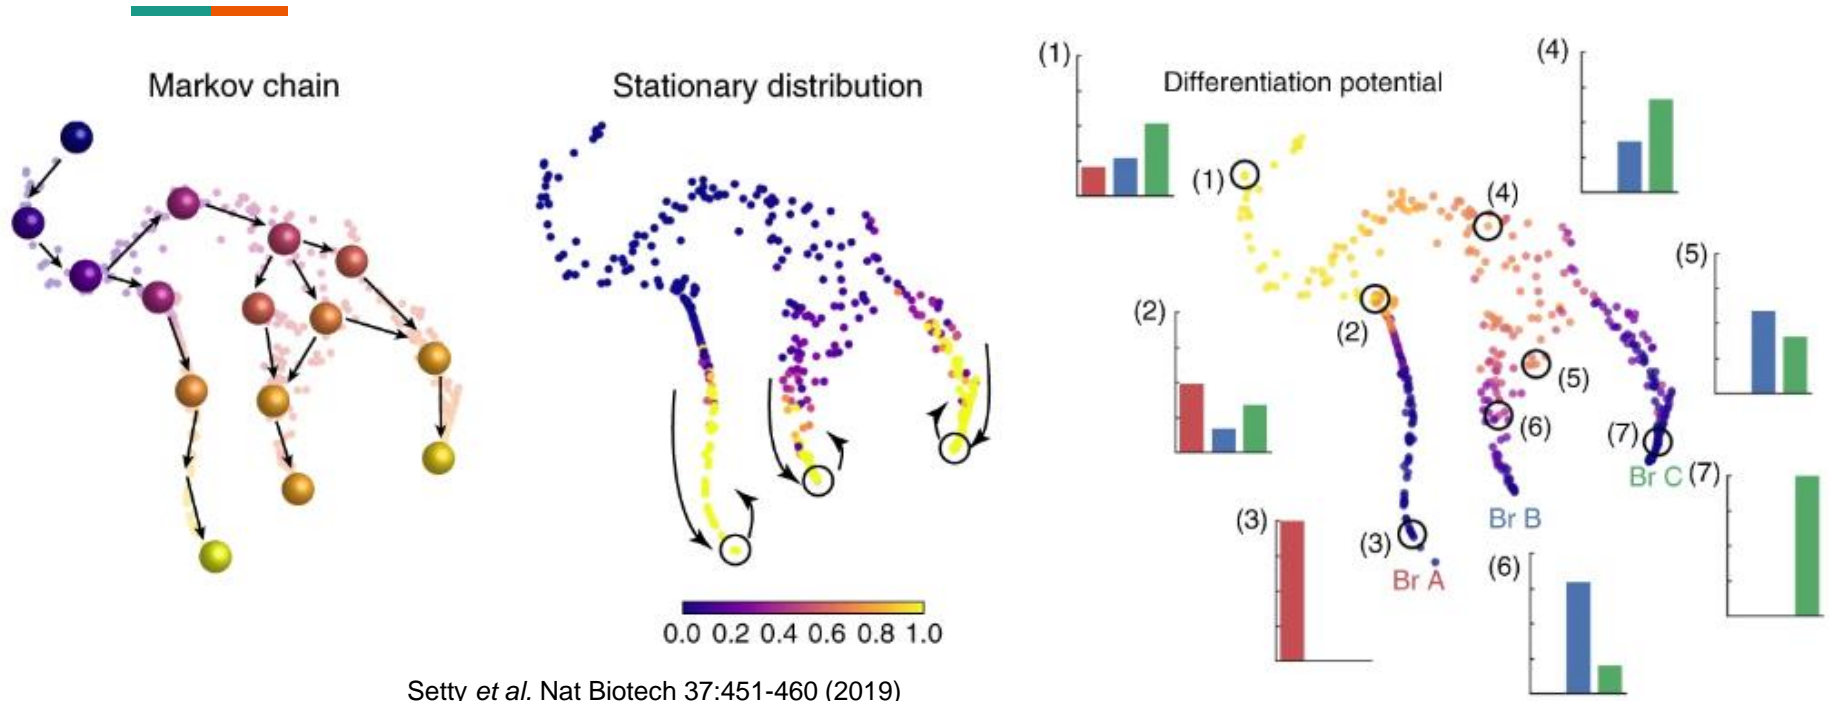 Markov chain
Stationary distribution
Differentiation potential
(1)
(4)
(1)
(4)
(5)
(2)
(2)
(5)
(6)
(7)
Br C
(7)
(3)
(3)
Br B
Br A
(6)
0.0 0.2 0.4 0.6 0.8 1.0
Setty et al. Nat Biotech 37:451-460 (2019)